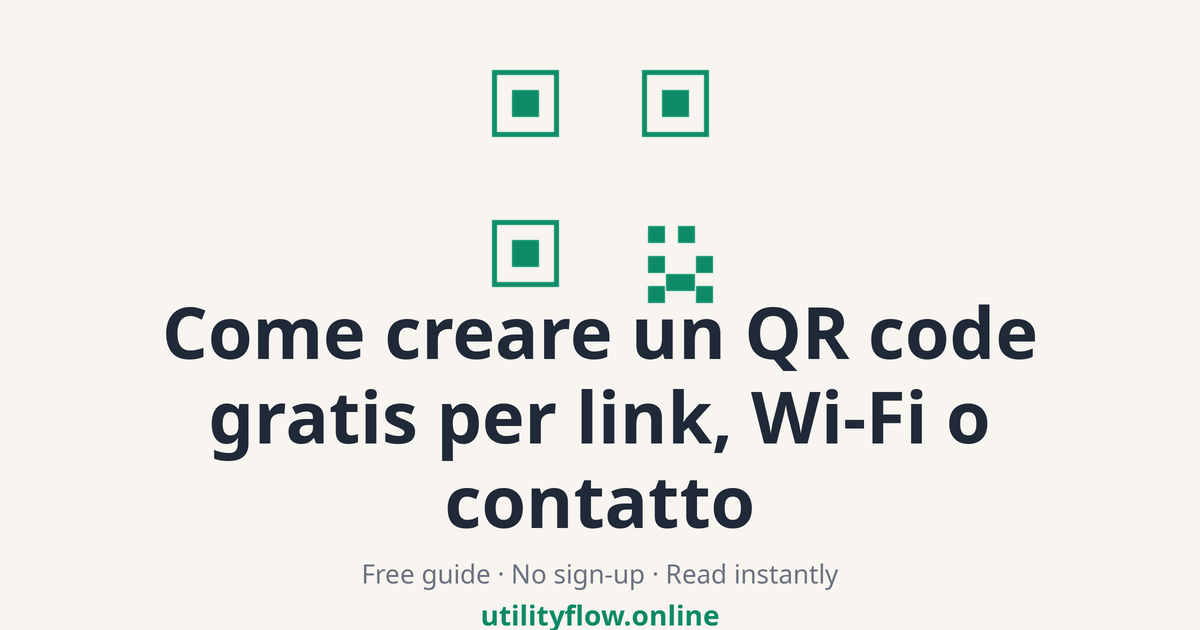 Come creare un QR code
gratis per link, Wi-Fi o
contatto
Free guide · No sign-up · Read instantly
utilityflow.online